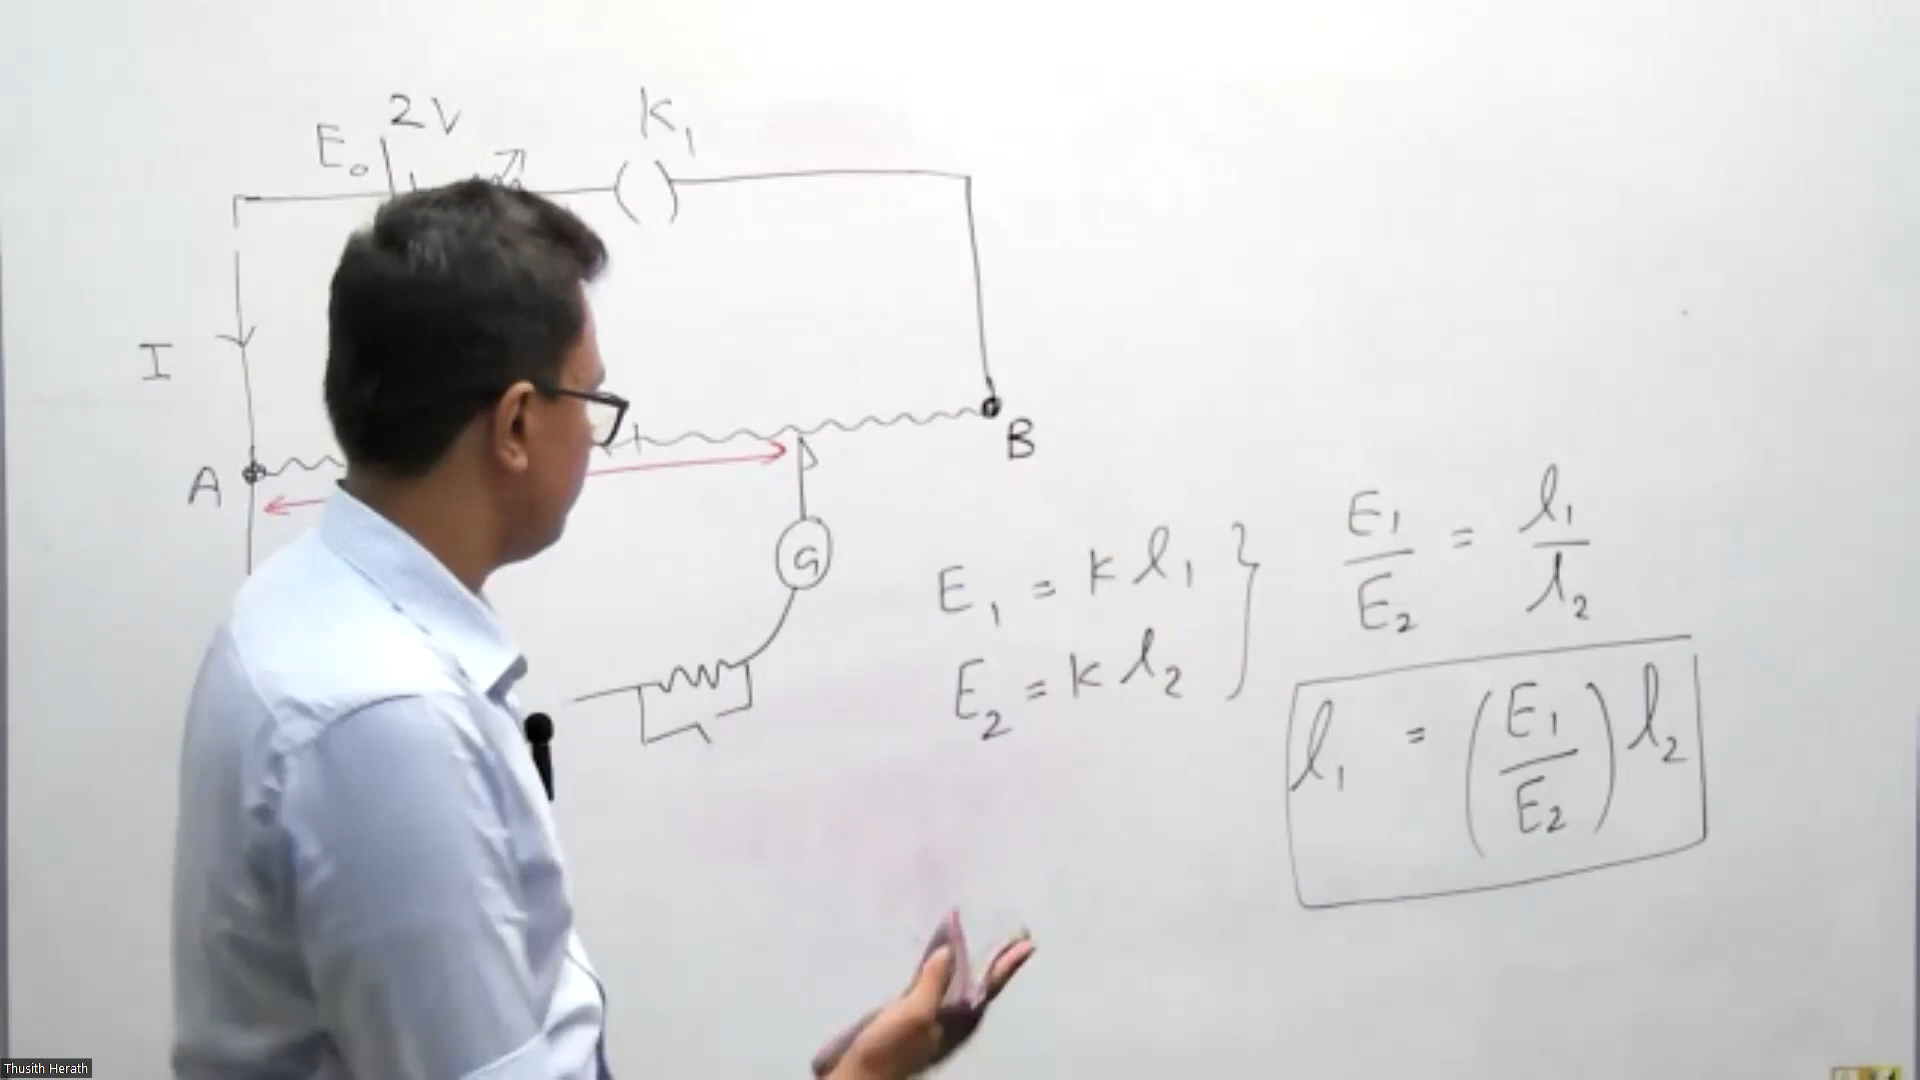 2V
E₀
K₁
I
A
B
G
E₁ = k l₁
E₂ = k l₂
E₁/E₂ = l₁/l₂
l₁ = (E₁/E₂) l₂
Thusith Herath